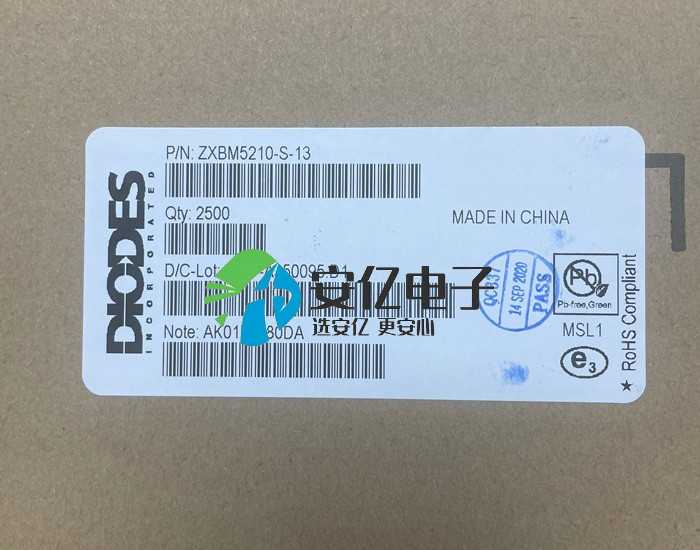 DIODES
INCORPORATED
P/N: ZXBM5210-S-13
Qty: 2500
MADE IN CHINA
D/C-Lot:
安亿电子
选安亿 更安心
Note:
14 SEP 2020
PASS
Pb
Pb-free,Green
MSL1
e3
★ RoHS Compliant